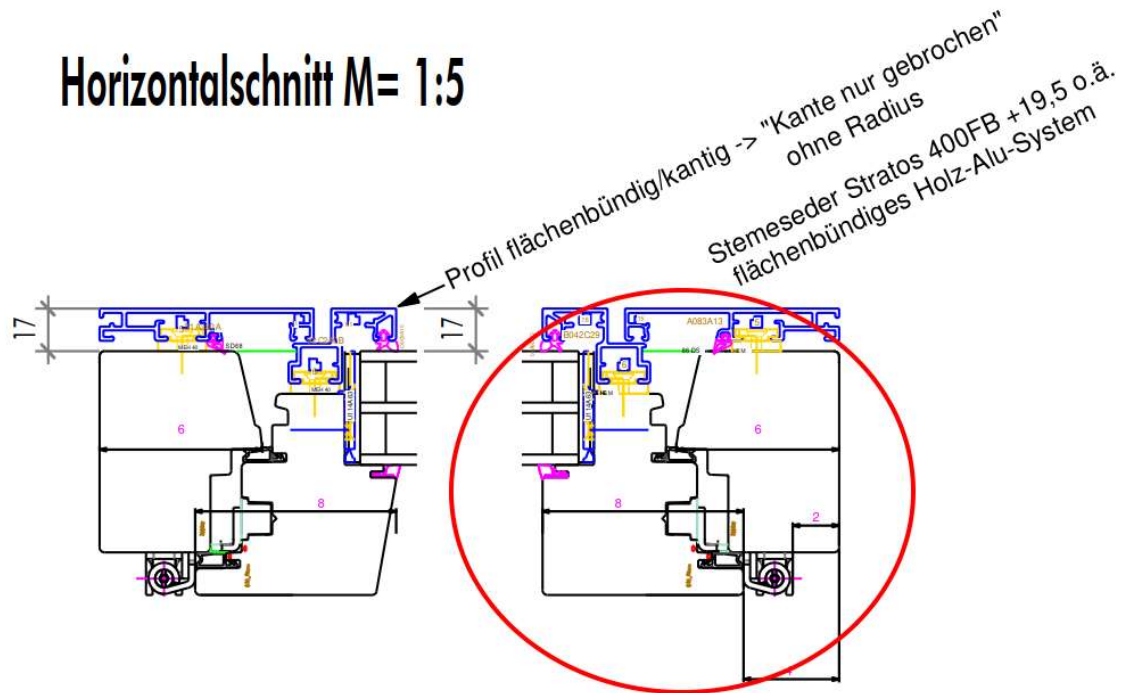 Horizontalschnitt M= 1:5
Profil flächenbündig/kantig -> "Kante nur gebrochen"
ohne Radius
Stemeseder Stratos 400FB +19,5 o.ä.
flächenbündiges Holz-Alu-System
17
17
A083A13
B042C29
SD68
6
6
8
8
2